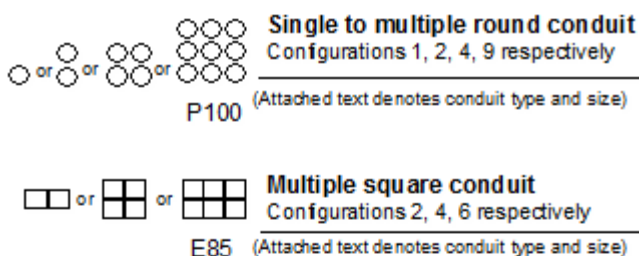 Single to multiple round conduit
or or or Configurations 1, 2, 4, 9 respectively
P100 (Attached text denotes conduit type and size)
Multiple square conduit
or or Configurations 2, 4, 6 respectively
E85 (Attached text denotes conduit type and size)